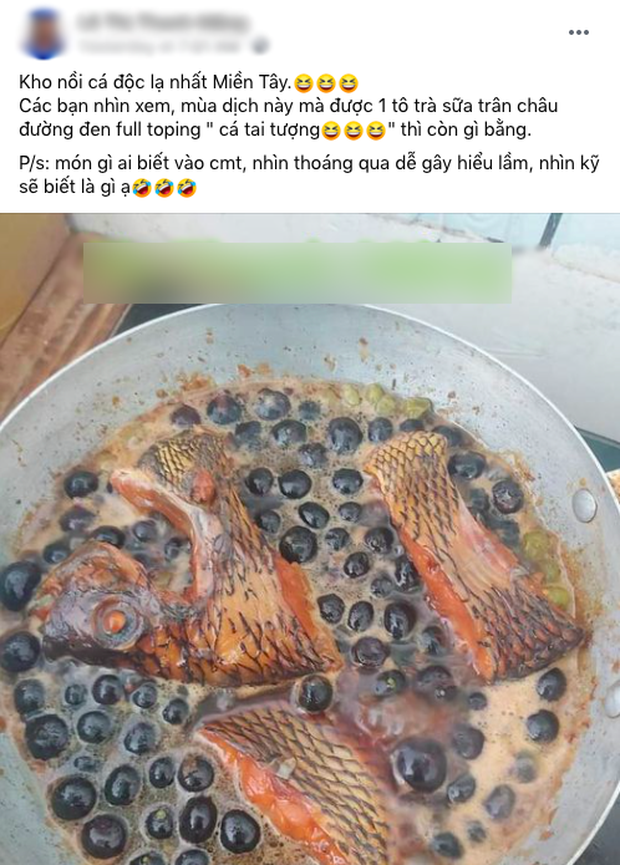 Kho nồi cá độc lạ nhất Miền Tây.😆😆😆
Các bạn nhìn xem, mùa dịch này mà được 1 tô trà sữa trân châu
đường đen full toping " cá tai tượng😆😆😆" thì còn gì bằng.
P/s: món gì ai biết vào cmt, nhìn thoáng qua dễ gây hiểu lầm, nhìn kỹ
sẽ biết là gì ạ🤣🤣🤣